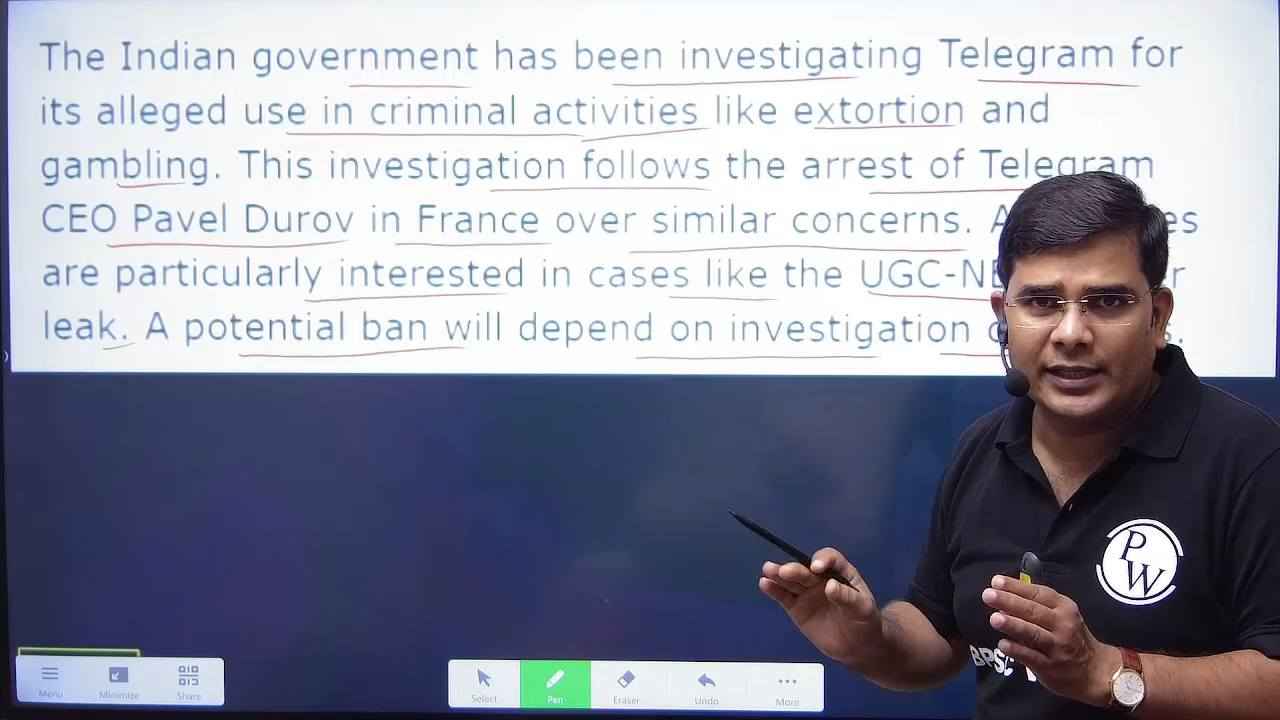 The Indian government has been investigating Telegram for
its alleged use in criminal activities like extortion and
gambling. This investigation follows the arrest of Telegram
CEO Pavel Durov in France over similar concerns.
are particularly interested in cases like the
leak. A potential ban will depend on investigation
Menu
Minimize
Share
Select
Pen
Eraser
Undo
More
PW
BPSC